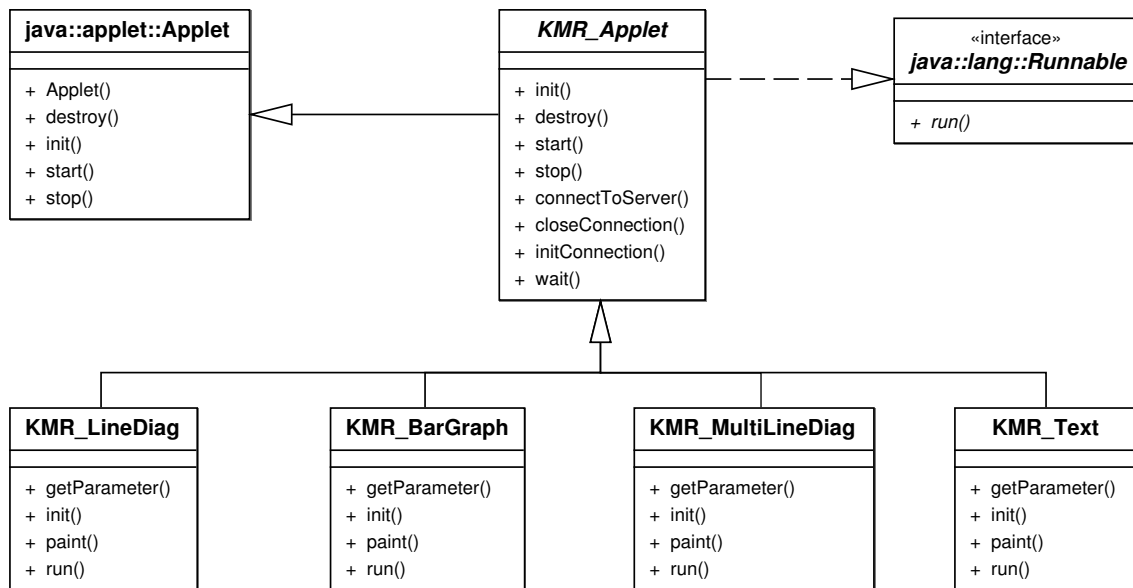 java::applet::Applet
+ Applet()
+ destroy()
+ init()
+ start()
+ stop()
KMR_Applet
+ init()
+ destroy()
+ start()
+ stop()
+ connectToServer()
+ closeConnection()
+ initConnection()
+ wait()
«interface»
java::lang::Runnable
+ run()
KMR_LineDiag
+ getParameter()
+ init()
+ paint()
+ run()
KMR_BarGraph
+ getParameter()
+ init()
+ paint()
+ run()
KMR_MultiLineDiag
+ getParameter()
+ init()
+ paint()
+ run()
KMR_Text
+ getParameter()
+ init()
+ paint()
+ run()